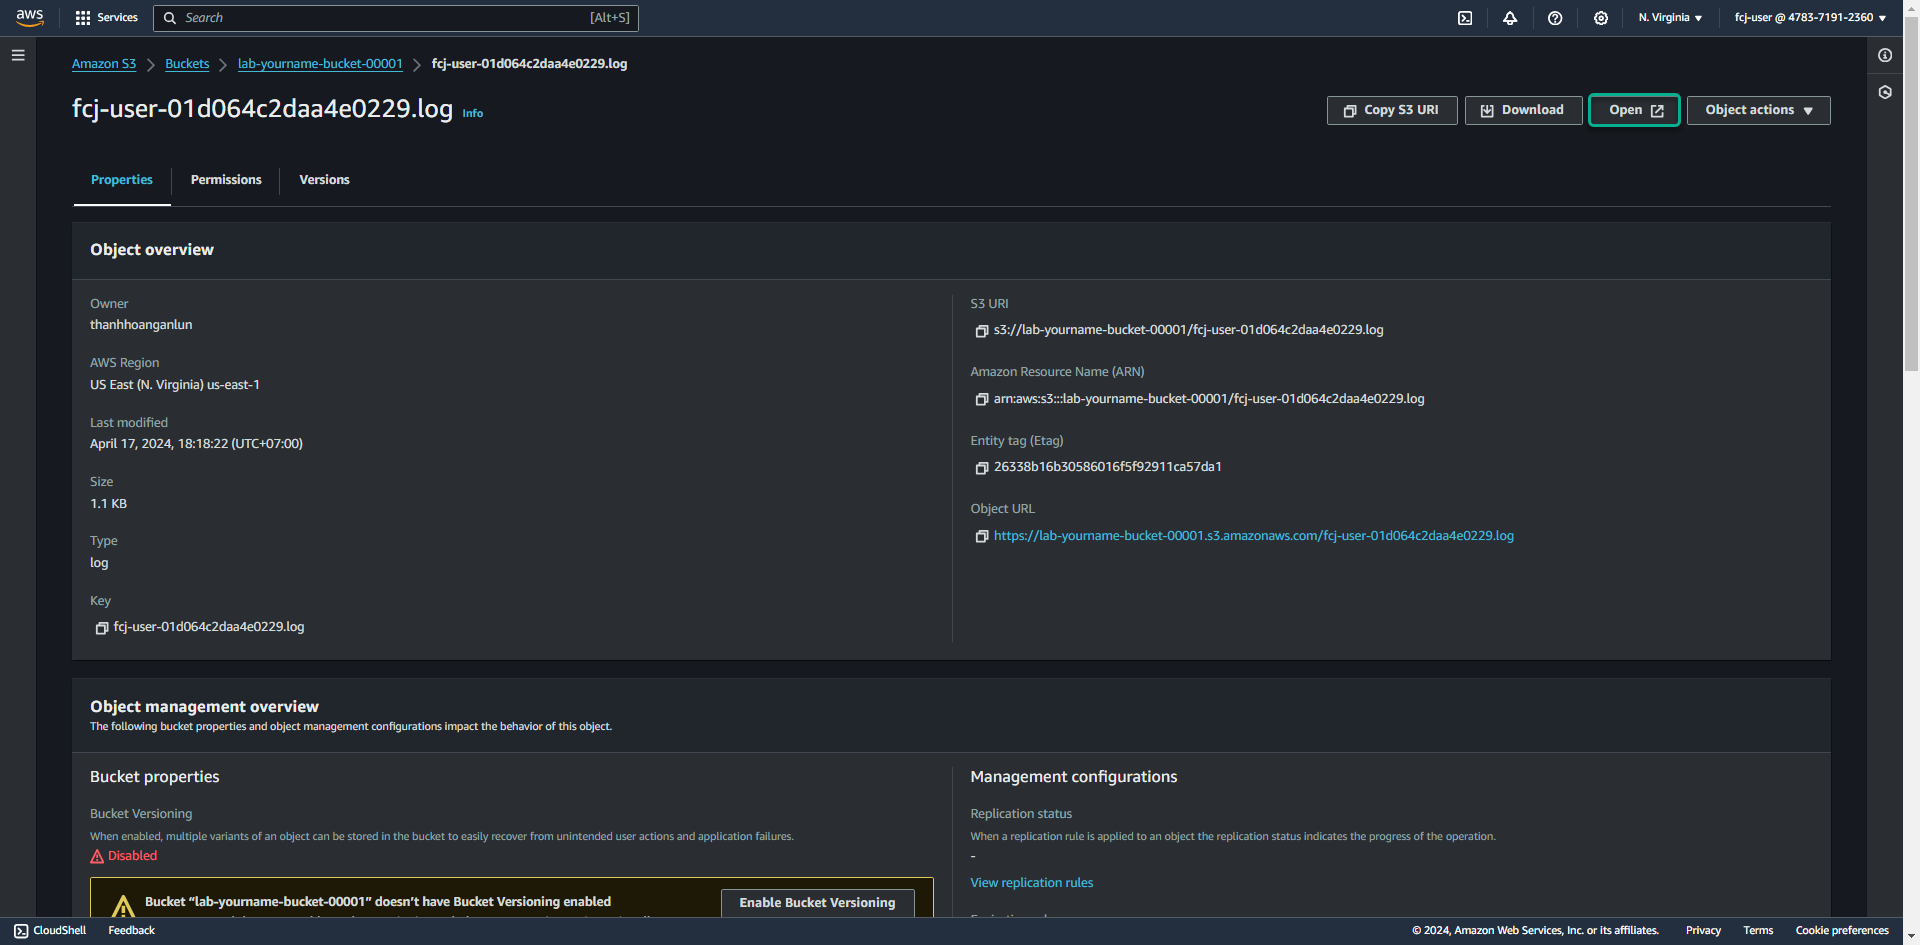 aws
Services
Search
[Alt+S]
N. Virginia
fcj-user @ 4783-7191-2360
Amazon S3
Buckets
lab-yourname-bucket-00001
fcj-user-01d064c2daa4e0229.log
fcj-user-01d064c2daa4e0229.log
Info
Copy S3 URI
Download
Open
Object actions
Properties
Permissions
Versions
Object overview
Owner
thanhhoanganlun
AWS Region
US East (N. Virginia) us-east-1
Last modified
April 17, 2024, 18:18:22 (UTC+07:00)
Size
1.1 KB
Type
log
Key
fcj-user-01d064c2daa4e0229.log
S3 URI
s3://lab-yourname-bucket-00001/fcj-user-01d064c2daa4e0229.log
Amazon Resource Name (ARN)
arn:aws:s3:::lab-yourname-bucket-00001/fcj-user-01d064c2daa4e0229.log
Entity tag (Etag)
26338b16b30586016f5f92911ca57da1
Object URL
https://lab-yourname-bucket-00001.s3.amazonaws.com/fcj-user-01d064c2daa4e0229.log
Object management overview
The following bucket properties and object management configurations impact the behavior of this object.
Bucket properties
Bucket Versioning
When enabled, multiple variants of an object can be stored in the bucket to easily recover from unintended user actions and application failures.
Disabled
Bucket “lab-yourname-bucket-00001” doesn’t have Bucket Versioning enabled
Enable Bucket Versioning
Management configurations
Replication status
When a replication rule is applied to an object the replication status indicates the progress of the operation.
-
View replication rules
CloudShell
Feedback
© 2024, Amazon Web Services, Inc. or its affiliates.
Privacy
Terms
Cookie preferences